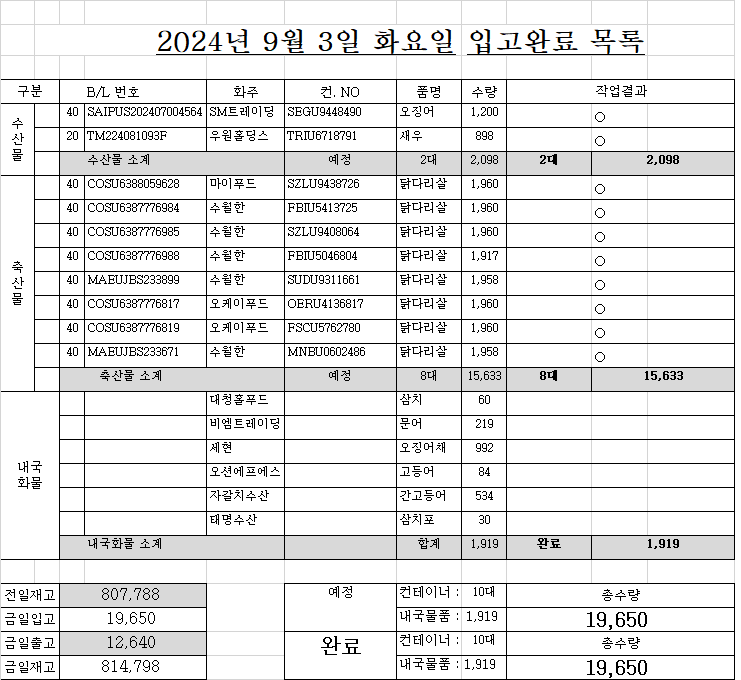 2024년 9월 3일 화요일 입고완료 목록
구분 B/L 번호 화주 컨. NO 품명 수량 작업결과
수산물
40 SAIPUS202407004564 SM트레이딩 SEGU9448490 오징어 1,200 ○
20 TM224081093F 우원홀딩스 TRIU6718791 새우 898 ○
수산물 소계 예정 2대 2,098 2대 2,098
축산물
40 COSU6388059628 마이푸드 SZLU9438726 닭다리살 1,960 ○
40 COSU6387776984 수월한 FBIU5413725 닭다리살 1,960 ○
40 COSU6387776985 수월한 SZLU9408064 닭다리살 1,960 ○
40 COSU6387776988 수월한 FBIU5046804 닭다리살 1,917 ○
40 MAEUJBS233899 수월한 SUDU9311661 닭다리살 1,958 ○
40 COSU6387776817 오케이푸드 OERU4136817 닭다리살 1,960 ○
40 COSU6387776819 오케이푸드 FSCU5762780 닭다리살 1,960 ○
40 MAEUJBS233671 수월한 MNBU0602486 닭다리살 1,958 ○
축산물 소계 예정 8대 15,633 8대 15,633
내국
화물
대청홀푸드 삼치 60
비엠트레이딩 문어 219
세현 오징어채 992
오션에프에스 고등어 84
자갈치수산 간고등어 534
태명수산 삼치포 30
내국화물 소계 합계 1,919 완료 1,919
전일재고 807,788 예정 컨테이너 : 10대 총수량
금일입고 19,650 내국물품 : 1,919 19,650
금일출고 12,640 완료 컨테이너 : 10대 총수량
금일재고 814,798 내국물품 : 1,919 19,650